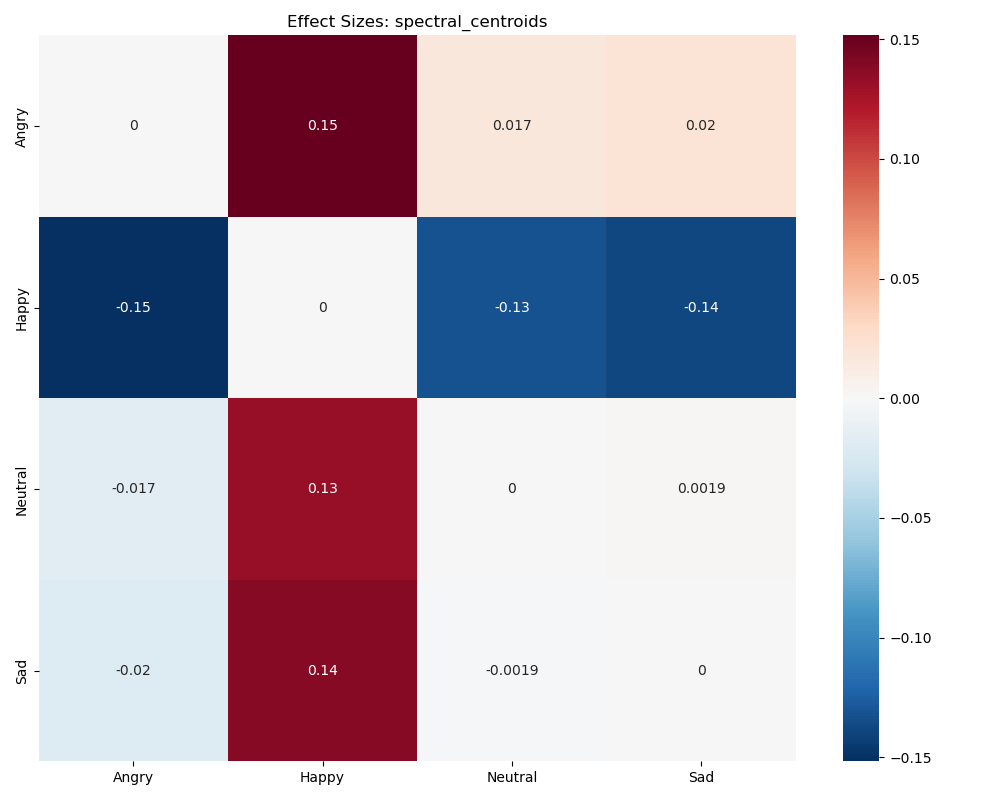 Effect Sizes: spectral_centroids
Angry 0 0.15 0.017 0.02
Happy -0.15 0 -0.13 -0.14
Neutral -0.017 0.13 0 0.0019
Sad -0.02 0.14 -0.0019 0
Angry Happy Neutral Sad
0.15
0.10
0.05
0.00
−0.05
−0.10
−0.15